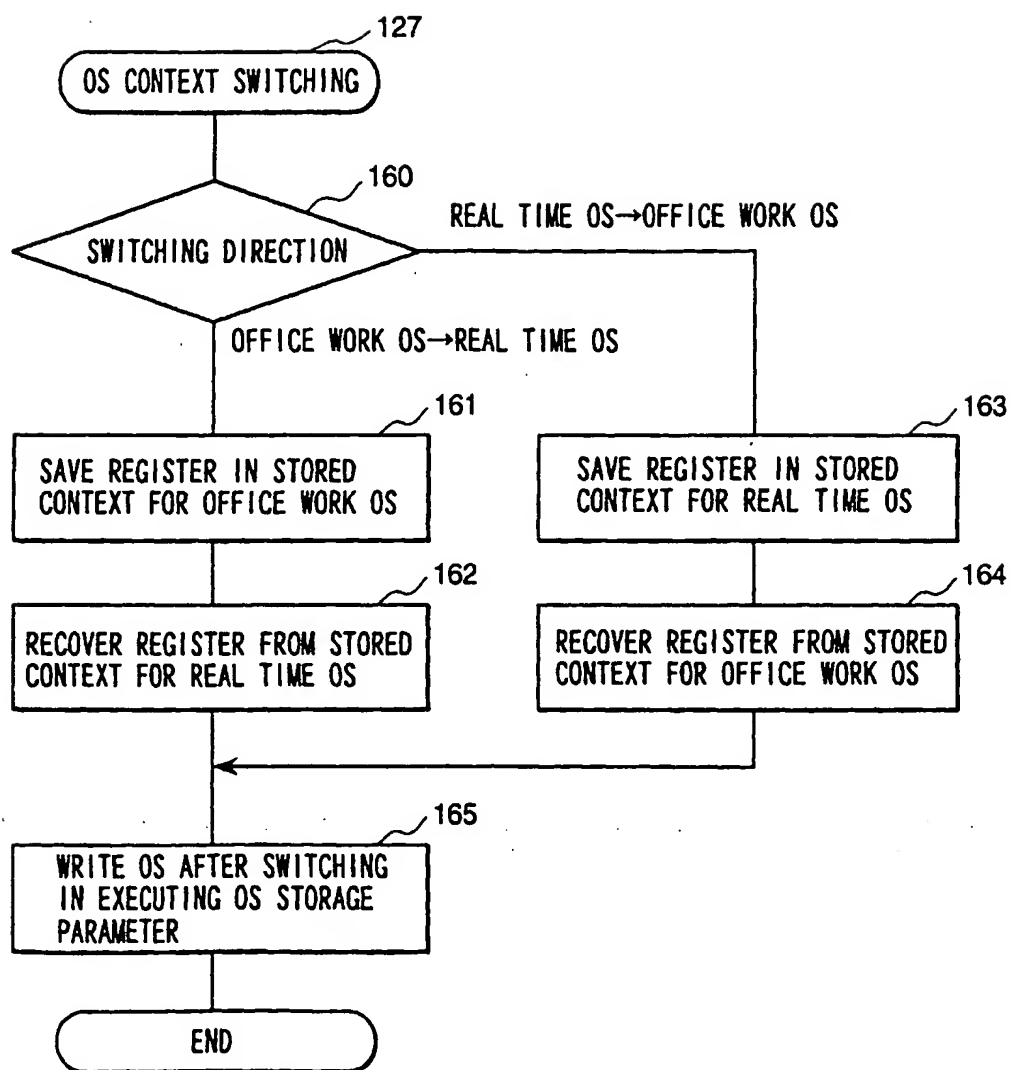 127
OS CONTEXT SWITCHING
160
SWITCHING DIRECTION
REAL TIME OS→OFFICE WORK OS
OFFICE WORK OS→REAL TIME OS
161
SAVE REGISTER IN STORED
CONTEXT FOR OFFICE WORK OS
163
SAVE REGISTER IN STORED
CONTEXT FOR REAL TIME OS
162
RECOVER REGISTER FROM STORED
CONTEXT FOR REAL TIME OS
164
RECOVER REGISTER FROM STORED
CONTEXT FOR OFFICE WORK OS
165
WRITE OS AFTER SWITCHING
IN EXECUTING OS STORAGE
PARAMETER
END